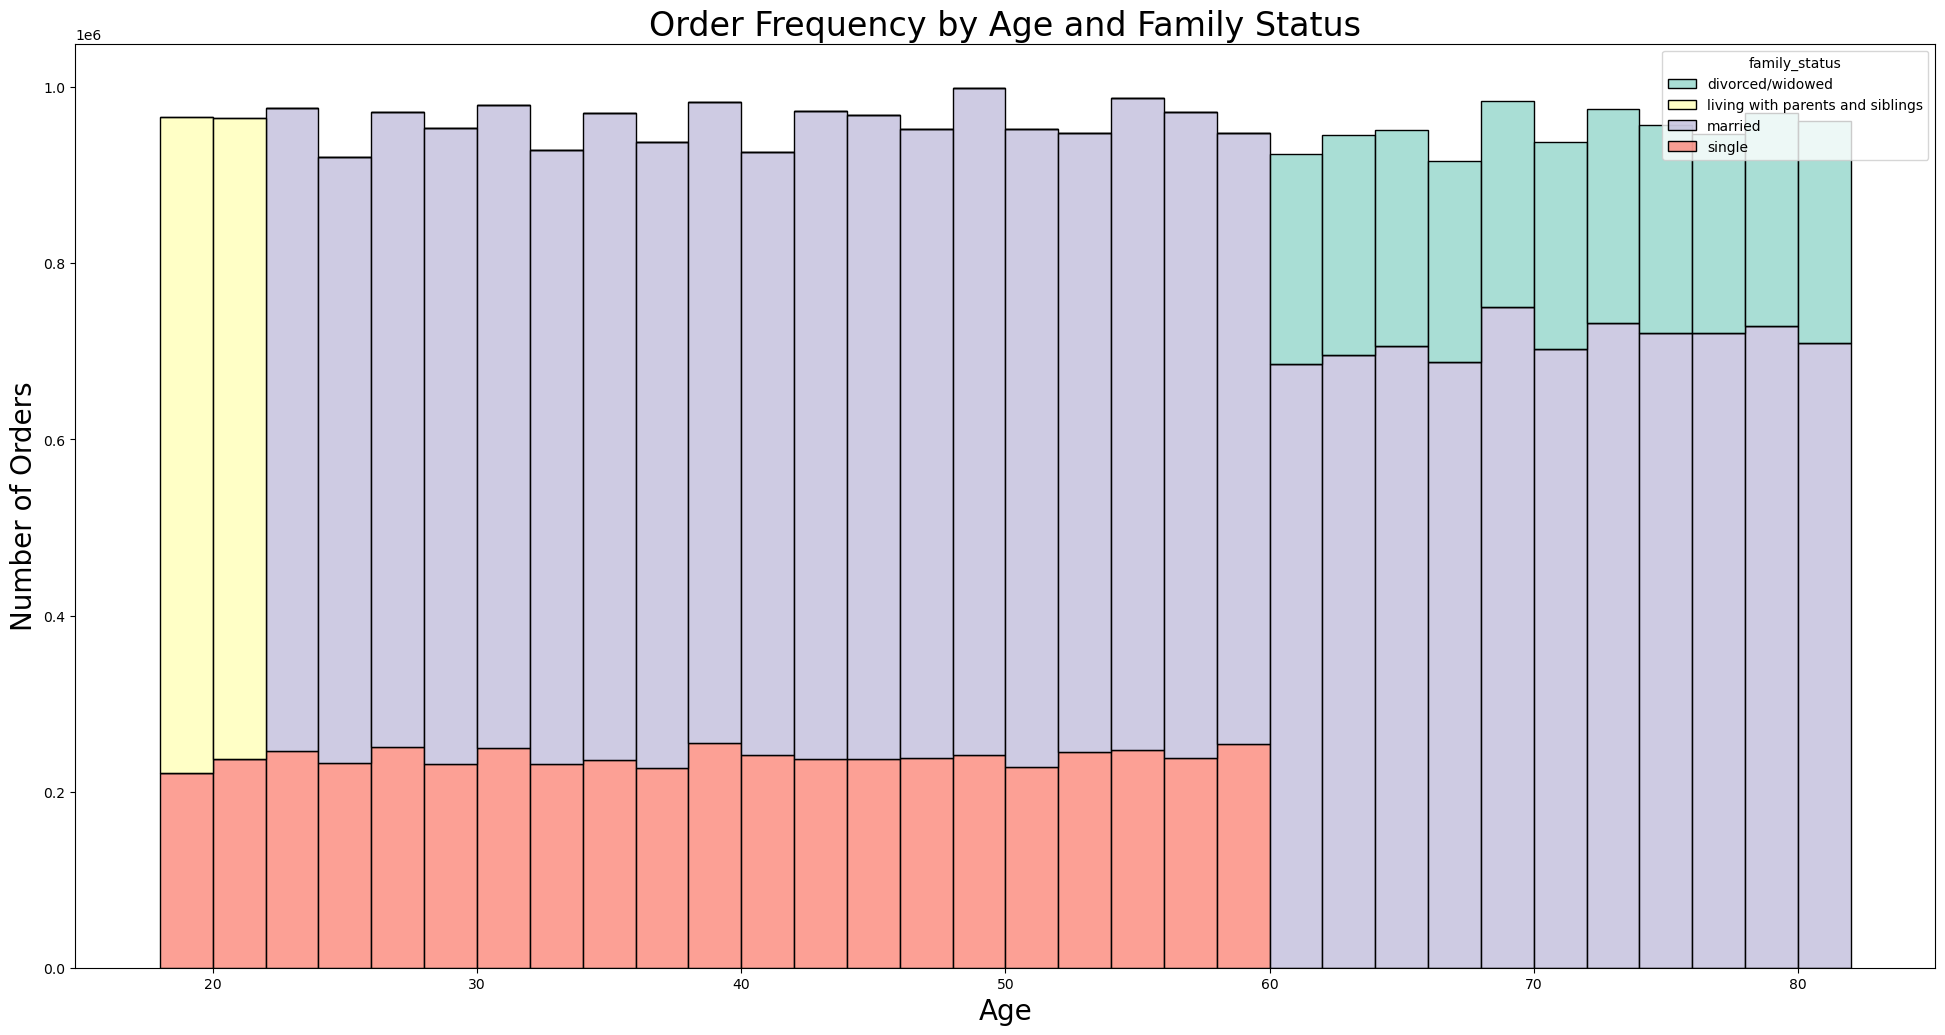 Order Frequency by Age and Family Status
1e6
family_status
divorced/widowed
living with parents and siblings
married
single
1.0
0.8
0.6
0.4
0.2
0.0
Number of Orders
20 30 40 50 60 70 80
Age